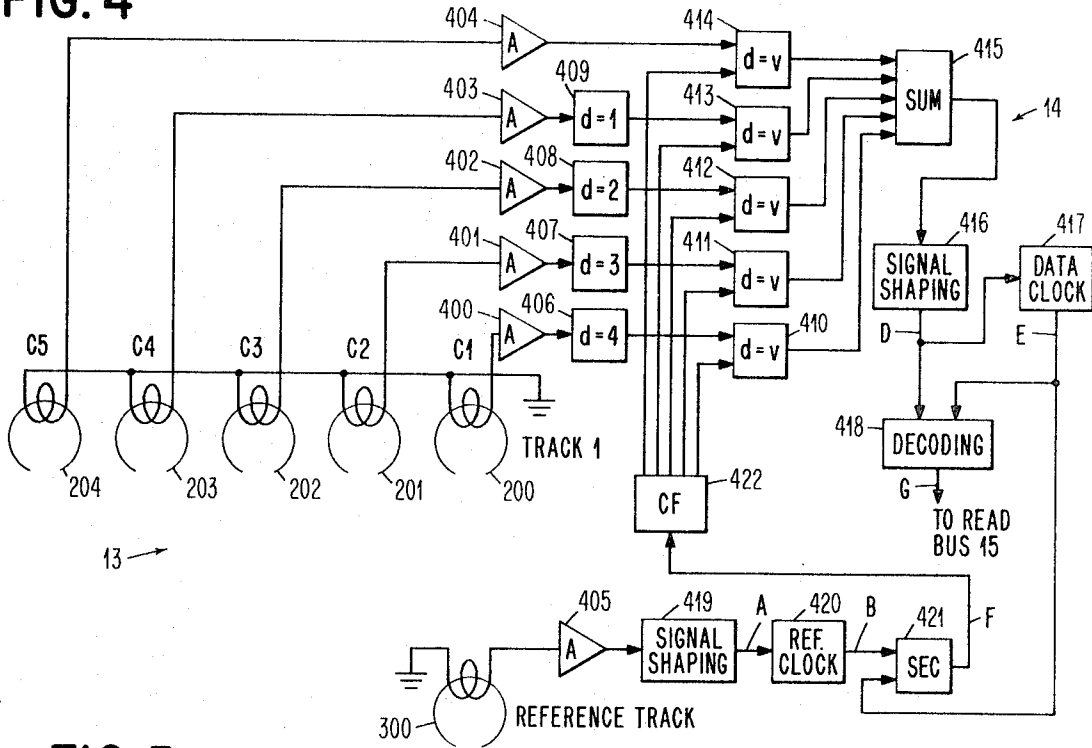 FIG. 4
404
A
414
d=v
415
SUM
14
403
A
409
d=1
413
d=v
402
A
408
d=2
412
d=v
401
A
407
d=3
411
d=v
400
A
406
d=4
410
d=v
416
SIGNAL
SHAPING
417
DATA
CLOCK
D
E
418
DECODING
G
TO READ
BUS 15
C5
C4
C3
C2
C1
TRACK 1
204
203
202
201
200
13
422
CF
405
A
419
SIGNAL
SHAPING
A
420
REF.
CLOCK
B
421
SEC
F
300
REFERENCE TRACK